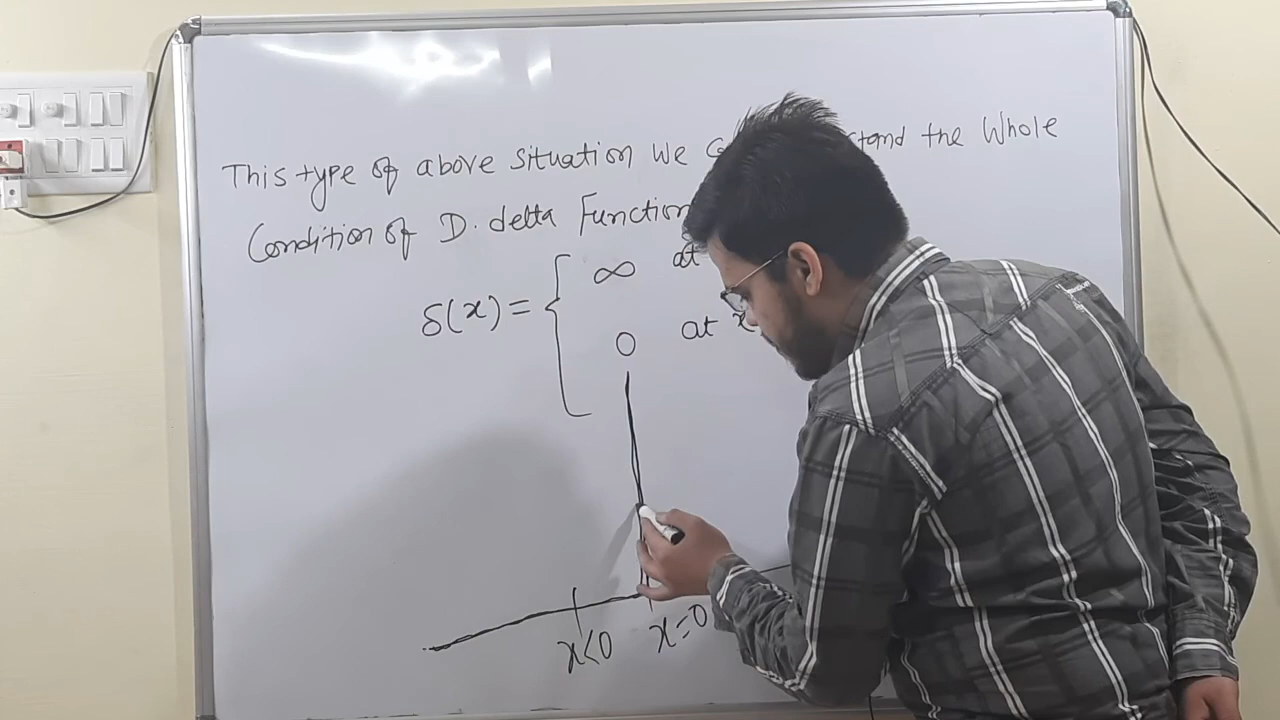 This type of above Situation We the Whole
Condition of D. delta Function
δ(x) = { ∞ at
0 at x
x<0 x=0